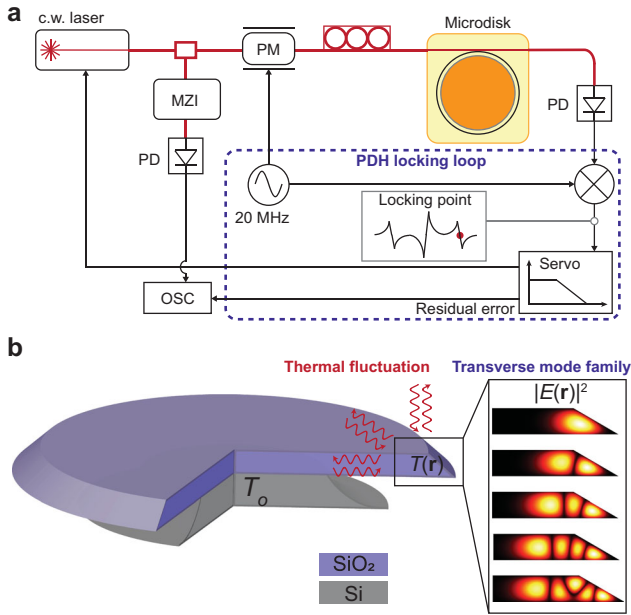 a
c.w. laser
PM
Microdisk
MZI
PD
PD
PDH locking loop
20 MHz
Locking point
Servo
OSC
Residual error
b
Thermal fluctuation
Transverse mode family
|E(r)|²
T(r)
Tₒ
SiO₂
Si